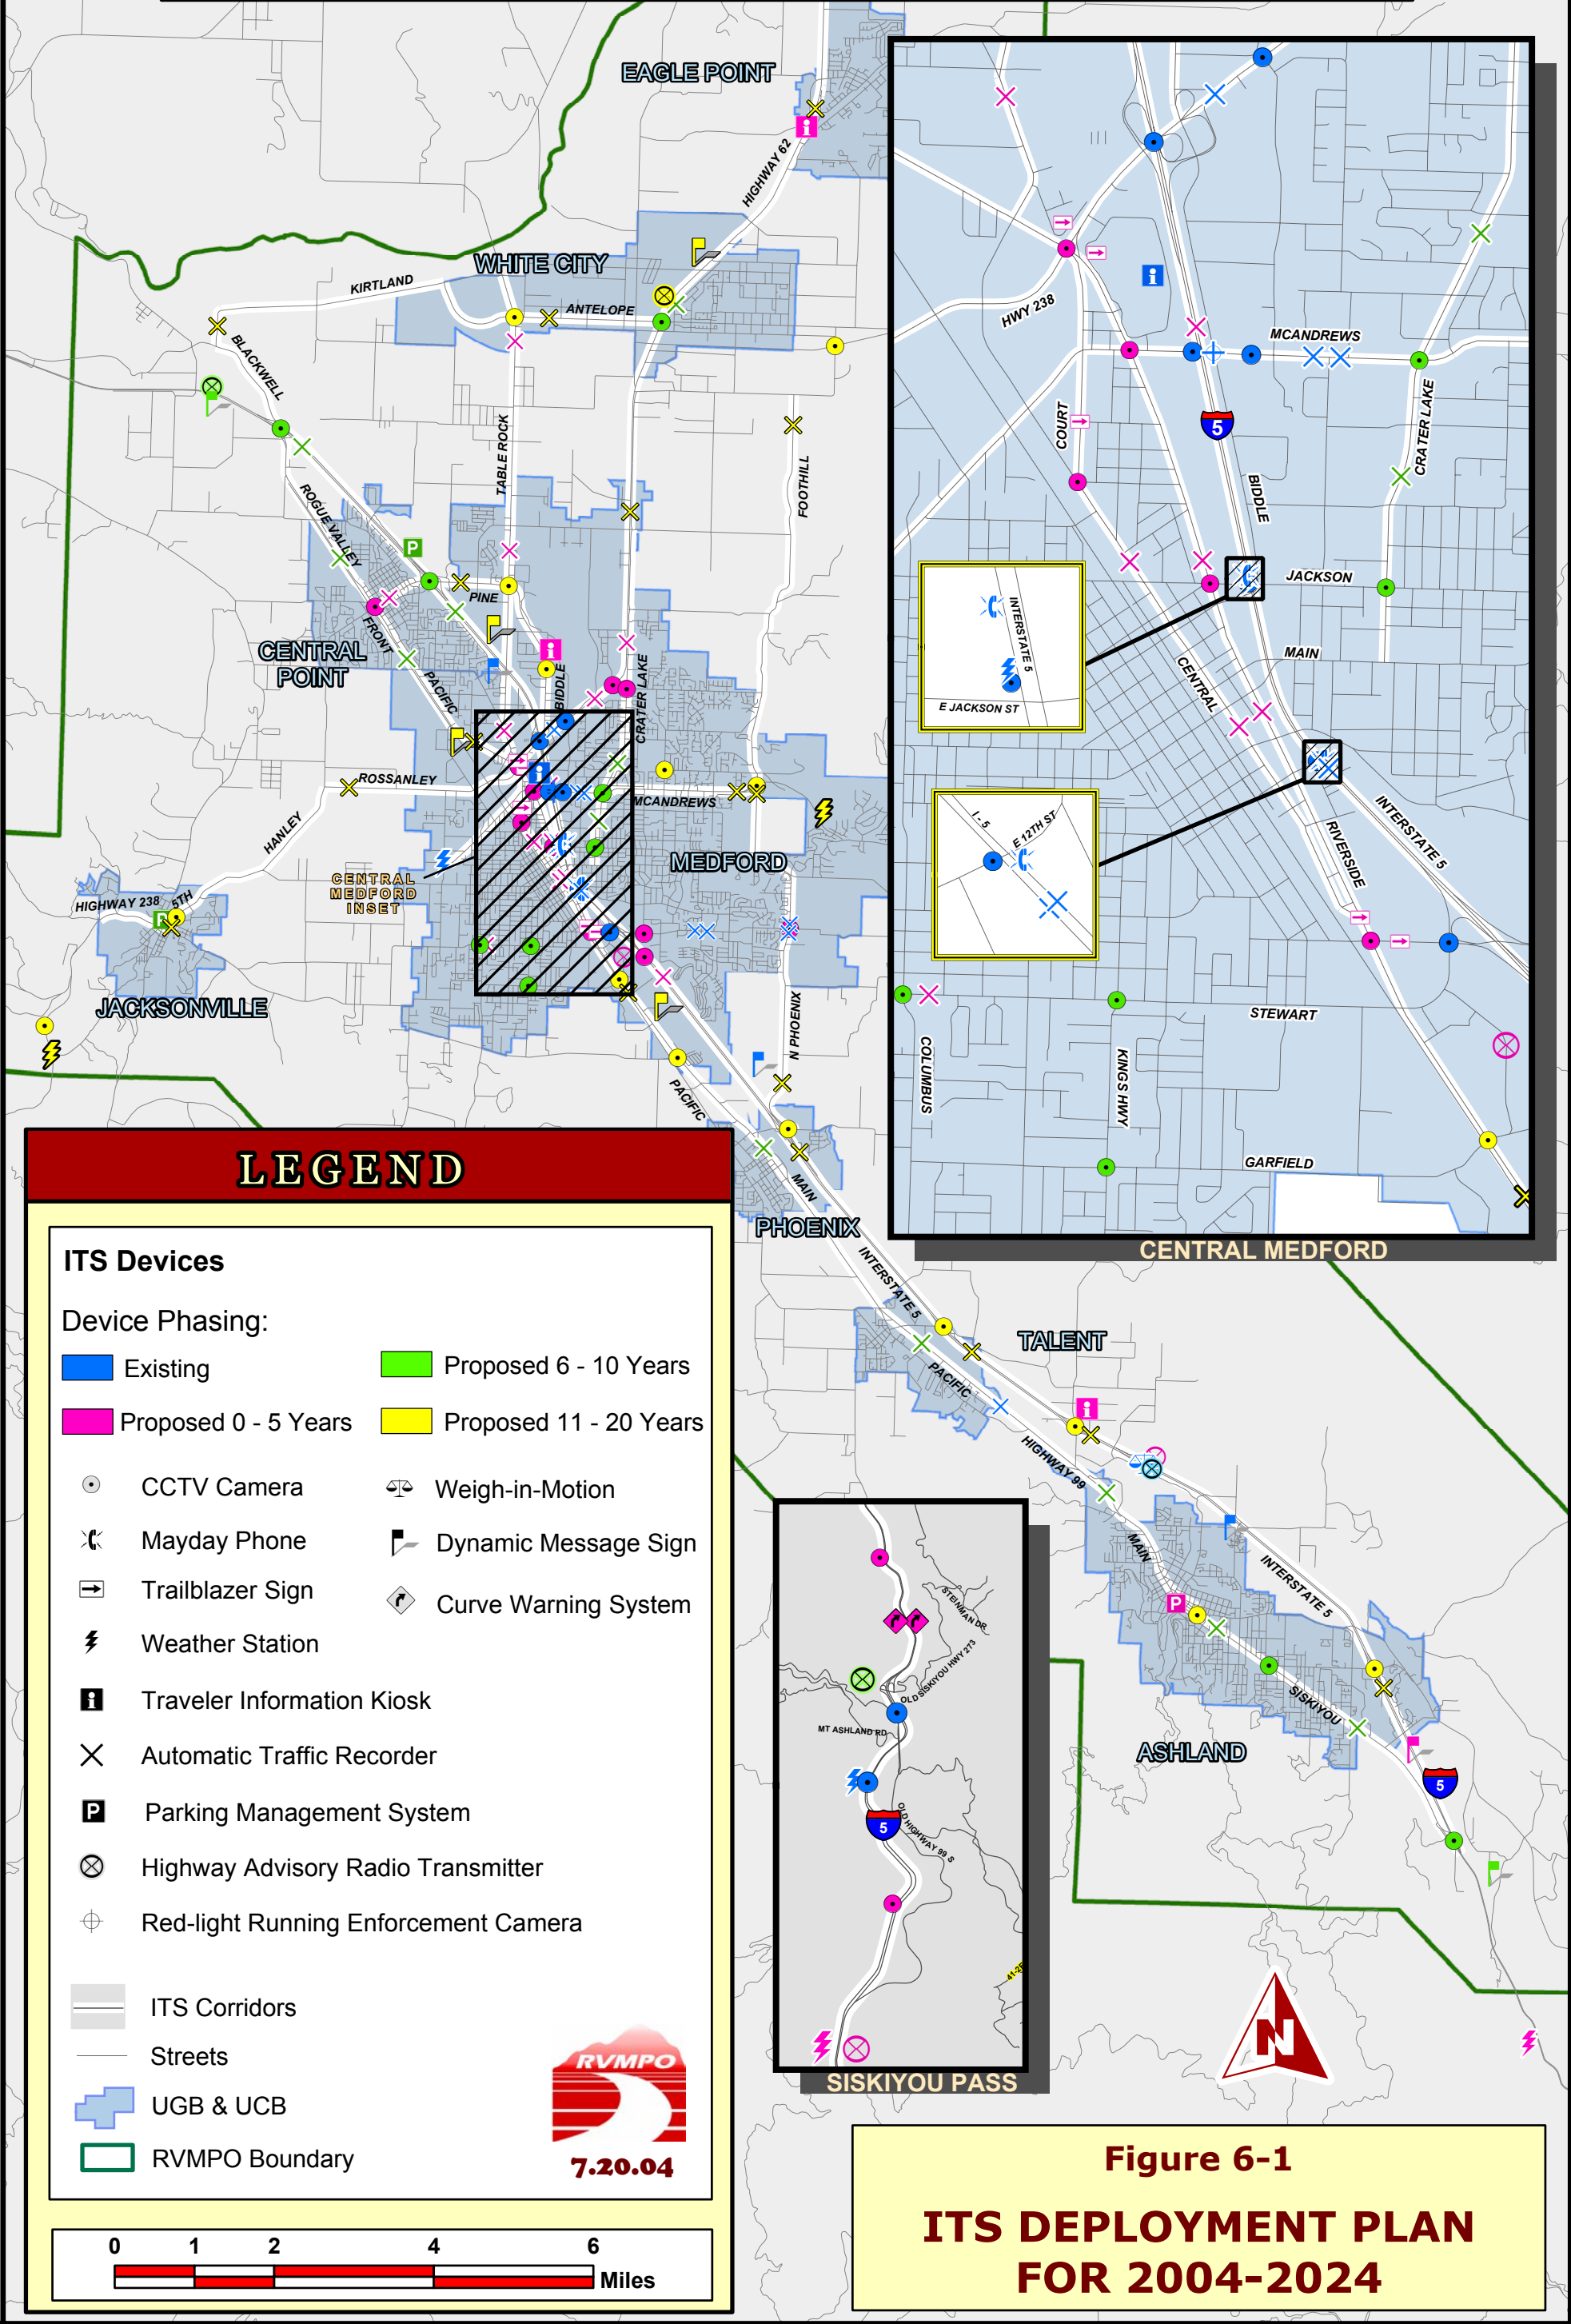 EAGLE POINT
HIGHWAY 62
WHITE CITY
KIRTLAND
ANTELOPE
BLACKWELL
TABLE ROCK
FOOTHILL
ROGUE VALLEY
P
PINE
FRONT
CENTRAL
POINT
PACIFIC
BIDDLE
CRATER LAKE
ROSSANLEY
MCANDREWS
HANLEY
MEDFORD
CENTRAL
MEDFORD
INSET
HIGHWAY 238
5TH
P
JACKSONVILLE
N PHOENIX
PACIFIC
MAIN
PHOENIX
INTERSTATE 5
TALENT
PACIFIC
HIGHWAY 99
MAIN
INTERSTATE 5
P
SISKIYOU
ASHLAND
5
HWY 238
MCANDREWS
COURT
5
CRATER LAKE
BIDDLE
JACKSON
INTERSTATE 5
E JACKSON ST
MAIN
CENTRAL
I - 5
E 12TH ST
INTERSTATE 5
RIVERSIDE
STEWART
COLUMBUS
KINGS HWY
GARFIELD
CENTRAL MEDFORD
STEINMAN DR
OLD SISKIYOU HWY 273
MT ASHLAND RD
5
OLD HIGHWAY 99 S
SISKIYOU PASS
LEGEND
ITS Devices
Device Phasing:
Existing
Proposed 6 - 10 Years
Proposed 0 - 5 Years
Proposed 11 - 20 Years
CCTV Camera
Weigh-in-Motion
Mayday Phone
Dynamic Message Sign
Trailblazer Sign
Curve Warning System
Weather Station
Traveler Information Kiosk
Automatic Traffic Recorder
P Parking Management System
Highway Advisory Radio Transmitter
Red-light Running Enforcement Camera
ITS Corridors
Streets
UGB & UCB
RVMPO Boundary
RVMPO
7.20.04
0 1 2 4 6
Miles
N
Figure 6-1
ITS DEPLOYMENT PLAN
FOR 2004-2024